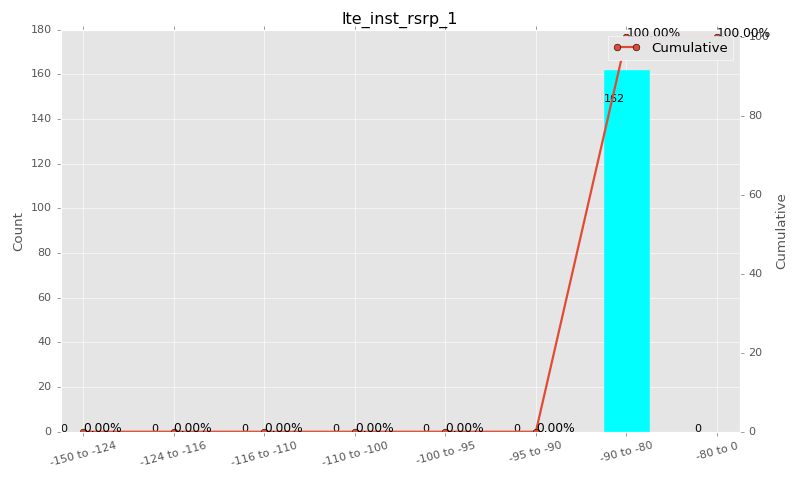 lte_inst_rsrp_1
180
160
140
120
100
80
60
40
20
0
Count
100
80
60
40
20
0
Cumulative
Cumulative
100.00%
100.00%
162
0
0.00%
0
0.00%
0
0.00%
0
0.00%
0
0.00%
0
0.00%
0
-150 to -124
-124 to -116
-116 to -110
-110 to -100
-100 to -95
-95 to -90
-90 to -80
-80 to 0